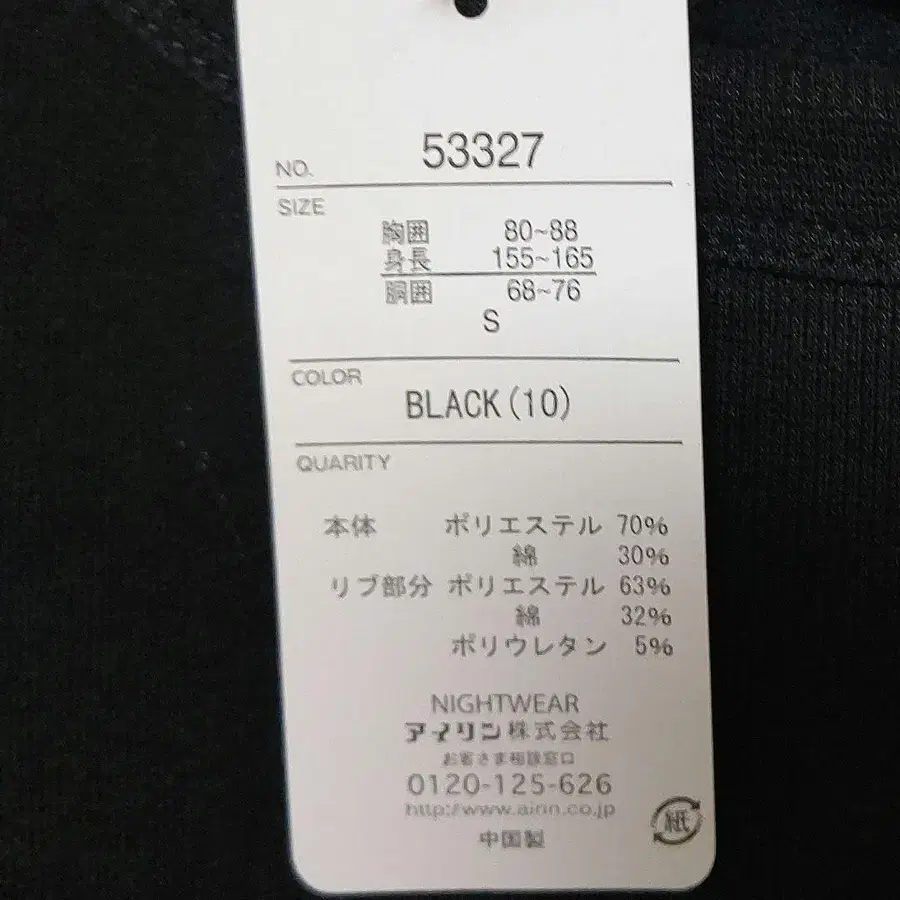 NO. 53327
SIZE
胸囲 80~88
身長 155~165
胴囲 68~76
S
COLOR
BLACK(10)
QUARITY
本体 ポリエステル 70%
綿 30%
リブ部分 ポリエステル 63%
綿 32%
ポリウレタン 5%
NIGHTWEAR
アイリン株式会社
お客さま相談窓口
0120-125-626
http://www.airin.co.jp
中国製
紙